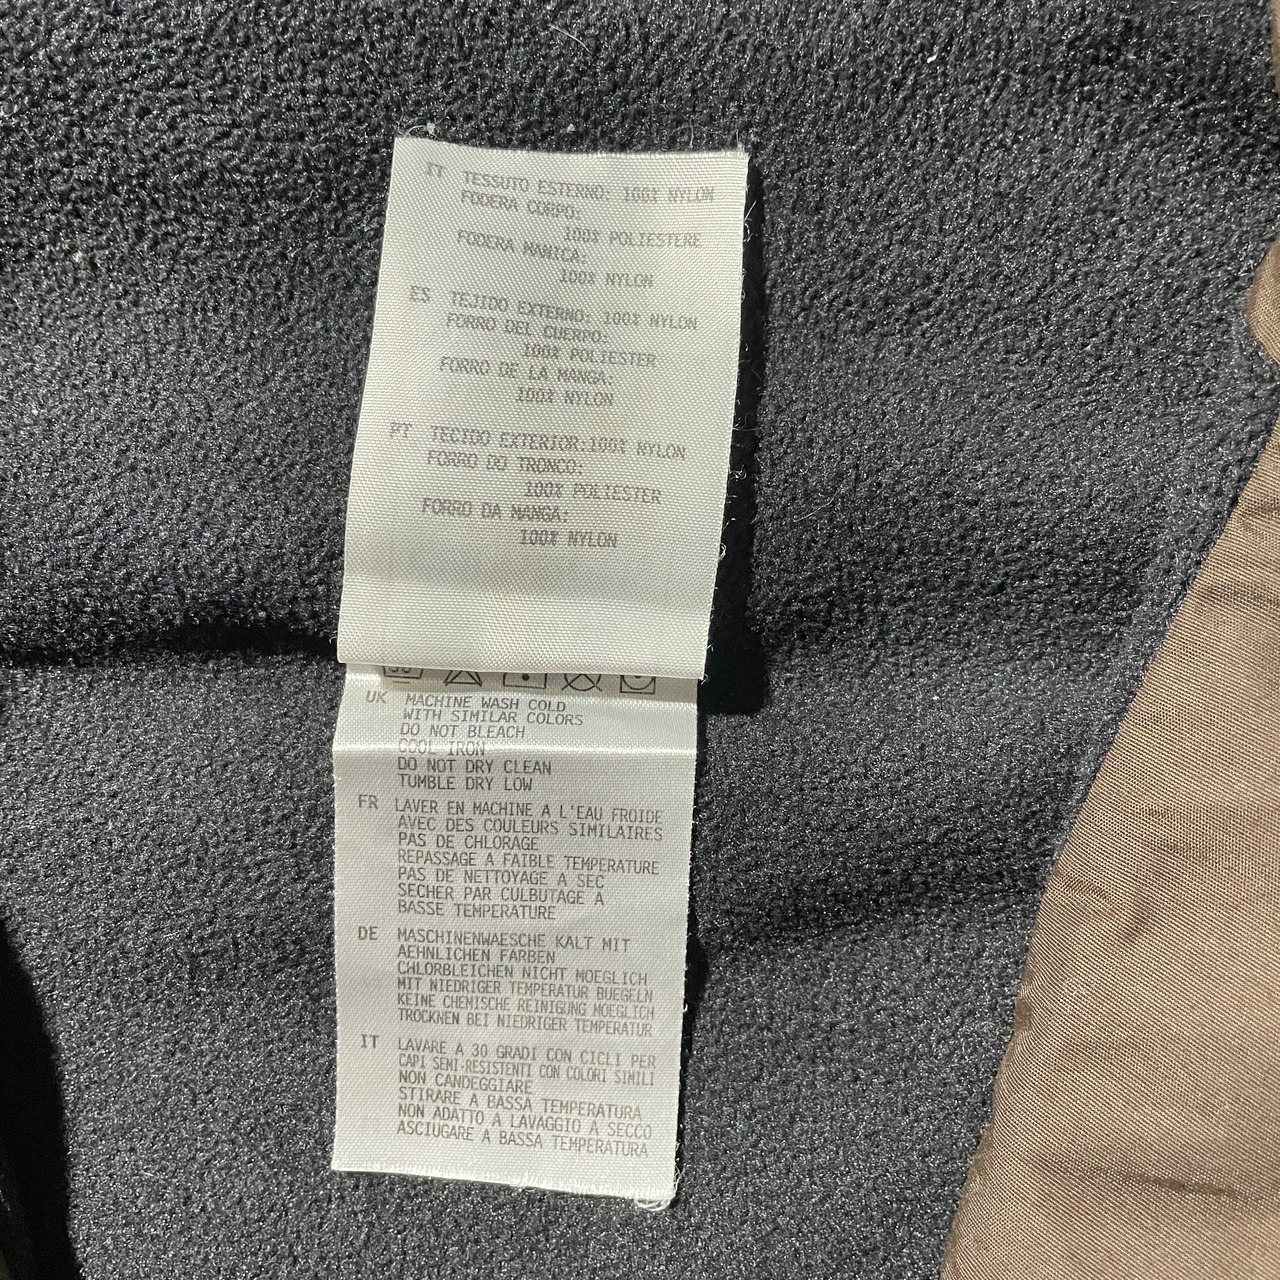 IT TESSUTO ESTERNO: 100% NYLON
FODERA CORPO:
100% POLIESTERE
FODERA MANICA:
100% NYLON
ES TEJIDO EXTERNO: 100% NYLON
FORRO DEL CUERPO:
100% POLIESTER
FORRO DE LA MANGA:
100% NYLON
PT TECIDO EXTERIOR:100% NYLON
FORRO DO TRONCO:
100% POLIESTER
FORRO DA MANGA:
100% NYLON
UK MACHINE WASH COLD
WITH SIMILAR COLORS
DO NOT BLEACH
COOL IRON
DO NOT DRY CLEAN
TUMBLE DRY LOW
FR LAVER EN MACHINE A L'EAU FROIDE
AVEC DES COULEURS SIMILAIRES
PAS DE CHLORAGE
REPASSAGE A FAIBLE TEMPERATURE
PAS DE NETTOYAGE A SEC
SECHER PAR CULBUTAGE A
BASSE TEMPERATURE
DE MASCHINENWAESCHE KALT MIT
AEHNLICHEN FARBEN
CHLORBLEICHEN NICHT MOEGLICH
MIT NIEDRIGER TEMPERATUR BUEGELN
KEINE CHEMISCHE REINIGUNG MOEGLICH
TROCKNEN BEI NIEDRIGER TEMPERATUR
IT LAVARE A 30 GRADI CON CICLI PER
CAPI SEMI-RESISTENTI CON COLORI SIMILI
NON CANDEGGIARE
STIRARE A BASSA TEMPERATURA
NON ADATTO A LAVAGGIO A SECCO
ASCIUGARE A BASSA TEMPERATURA